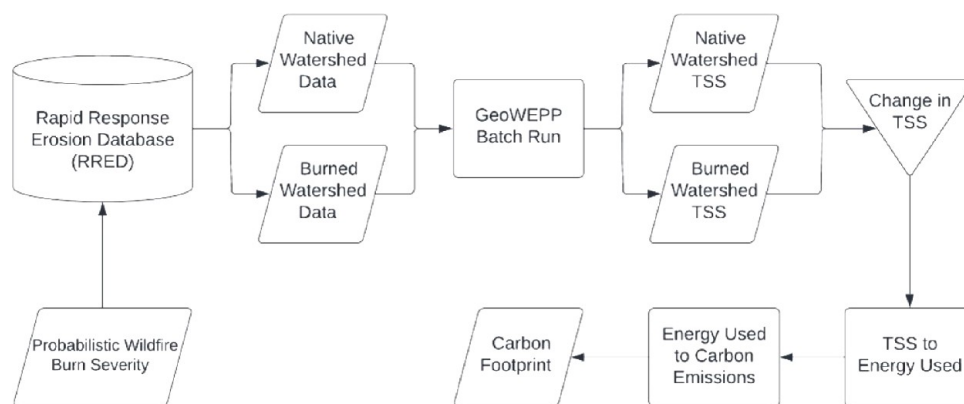 Rapid Response
Erosion Database
(RRED)
Native
Watershed
Data
Burned
Watershed
Data
GeoWEPP
Batch Run
Native
Watershed
TSS
Burned
Watershed
TSS
Change in
TSS
Probabilistic Wildfire
Burn Severity
Carbon
Footprint
Energy Used
to Carbon
Emissions
TSS to
Energy Used